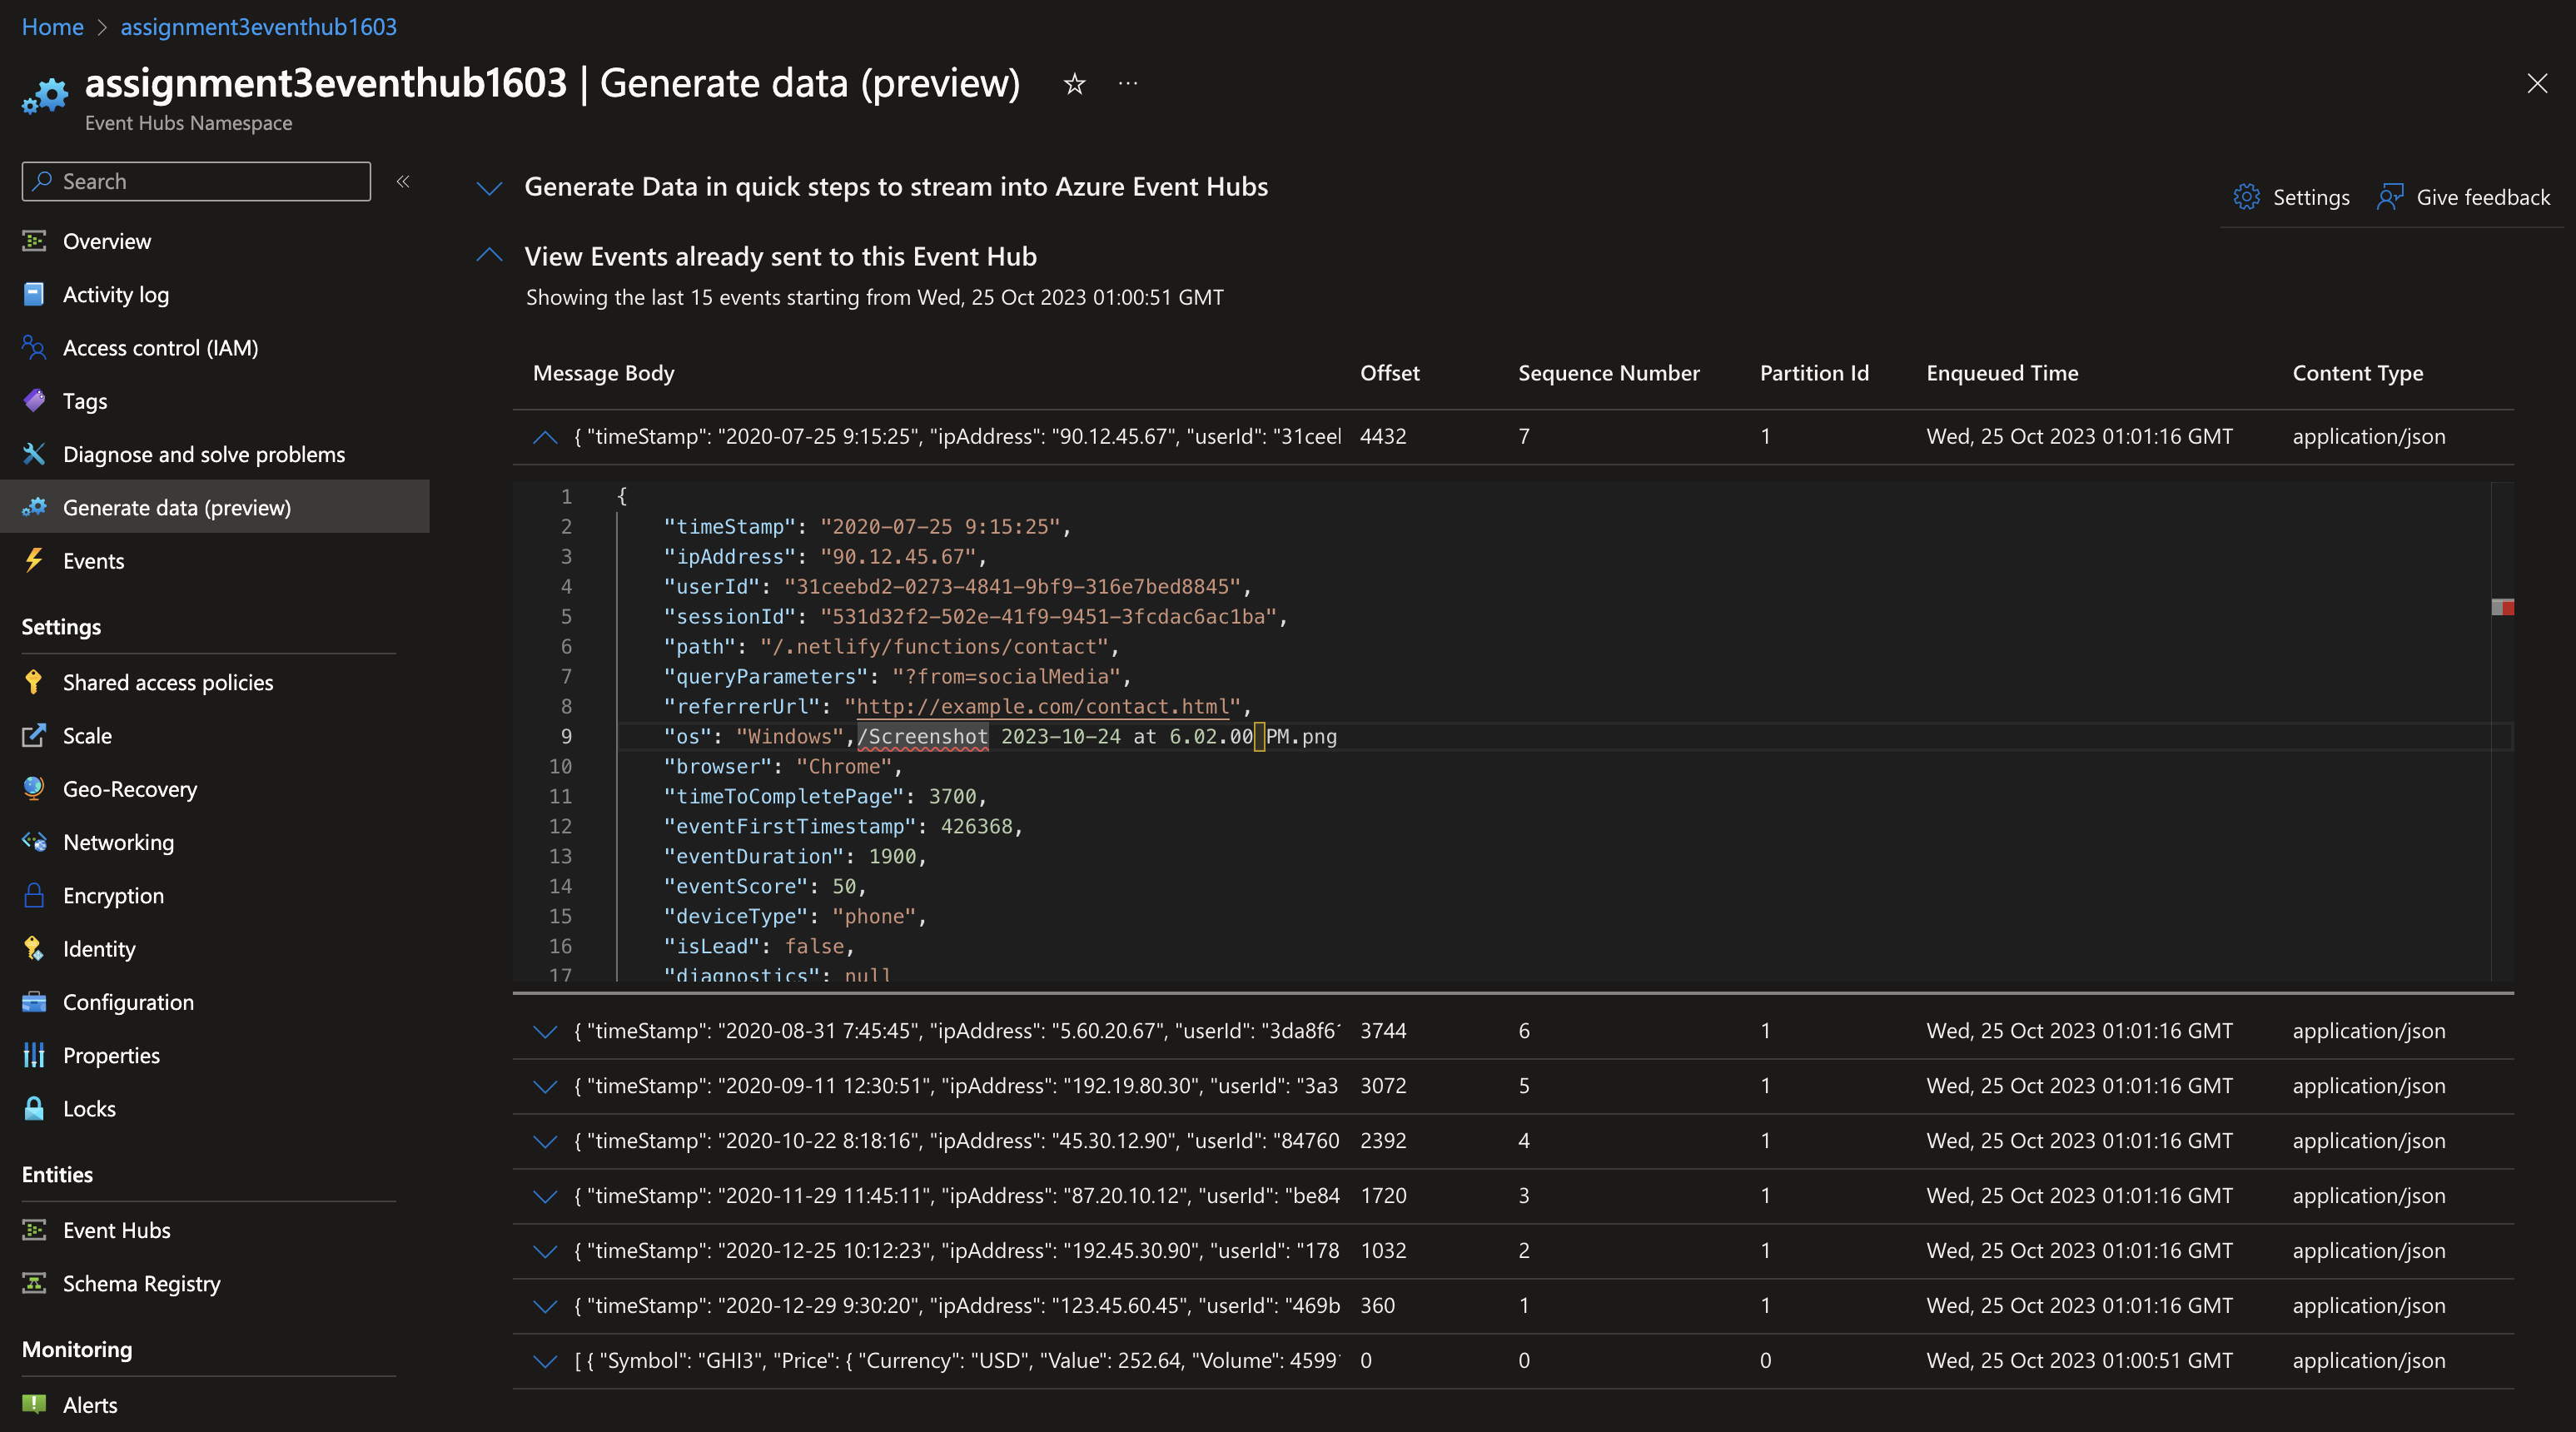 Home > assignment3eventhub1603
assignment3eventhub1603 | Generate data (preview)
Event Hubs Namespace
Search
Overview
Activity log
Access control (IAM)
Tags
Diagnose and solve problems
Generate data (preview)
Events
Settings
Shared access policies
Scale
Geo-Recovery
Networking
Encryption
Identity
Configuration
Properties
Locks
Entities
Event Hubs
Schema Registry
Monitoring
Alerts
Generate Data in quick steps to stream into Azure Event Hubs
Settings Give feedback
View Events already sent to this Event Hub
Showing the last 15 events starting from Wed, 25 Oct 2023 01:00:51 GMT
Message Body Offset Sequence Number Partition Id Enqueued Time Content Type
{ "timeStamp": "2020-07-25 9:15:25", "ipAddress": "90.12.45.67", "userId": "31ceel 4432 7 1 Wed, 25 Oct 2023 01:01:16 GMT application/json
1 {
2 "timeStamp": "2020-07-25 9:15:25",
3 "ipAddress": "90.12.45.67",
4 "userId": "31ceebd2-0273-4841-9bf9-316e7bed8845",
5 "sessionId": "531d32f2-502e-41f9-9451-3fcdac6ac1ba",
6 "path": "/.netlify/functions/contact",
7 "queryParameters": "?from=socialMedia",
8 "referrerUrl": "http://example.com/contact.html",
9 "os": "Windows",/Screenshot 2023-10-24 at 6.02.00 PM.png
10 "browser": "Chrome",
11 "timeToCompletePage": 3700,
12 "eventFirstTimestamp": 426368,
13 "eventDuration": 1900,
14 "eventScore": 50,
15 "deviceType": "phone",
16 "isLead": false,
17 "diagnostics": null
{ "timeStamp": "2020-08-31 7:45:45", "ipAddress": "5.60.20.67", "userId": "3da8f6 3744 6 1 Wed, 25 Oct 2023 01:01:16 GMT application/json
{ "timeStamp": "2020-09-11 12:30:51", "ipAddress": "192.19.80.30", "userId": "3a3 3072 5 1 Wed, 25 Oct 2023 01:01:16 GMT application/json
{ "timeStamp": "2020-10-22 8:18:16", "ipAddress": "45.30.12.90", "userId": "84760 2392 4 1 Wed, 25 Oct 2023 01:01:16 GMT application/json
{ "timeStamp": "2020-11-29 11:45:11", "ipAddress": "87.20.10.12", "userId": "be84 1720 3 1 Wed, 25 Oct 2023 01:01:16 GMT application/json
{ "timeStamp": "2020-12-25 10:12:23", "ipAddress": "192.45.30.90", "userId": "178 1032 2 1 Wed, 25 Oct 2023 01:01:16 GMT application/json
{ "timeStamp": "2020-12-29 9:30:20", "ipAddress": "123.45.60.45", "userId": "469b 360 1 1 Wed, 25 Oct 2023 01:01:16 GMT application/json
[ { "Symbol": "GHI3", "Price": { "Currency": "USD", "Value": 252.64, "Volume": 4599 0 0 0 Wed, 25 Oct 2023 01:00:51 GMT application/json